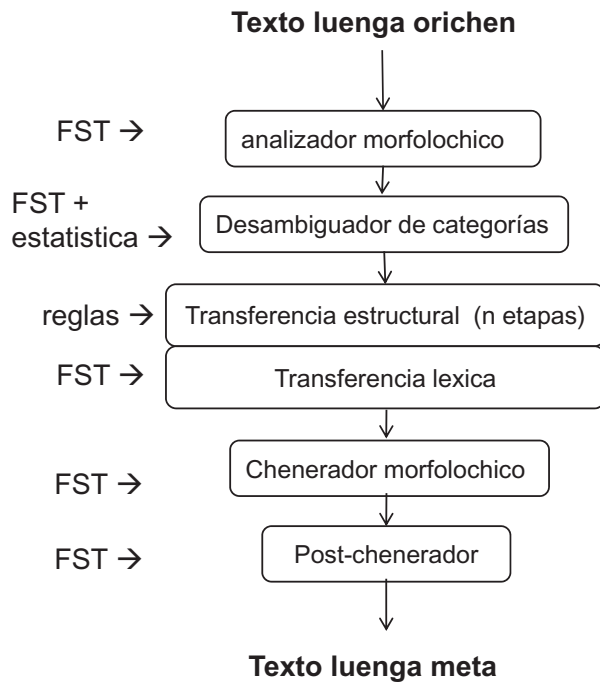 Texto luenga orichen
FST →
analizador morfolochico
FST +
estatistica →
Desambiguador de categorías
reglas →
Transferencia estructural (n etapas)
FST →
Transferencia lexica
Chenerador morfolochico
FST →
Post-chenerador
FST →
Texto luenga meta